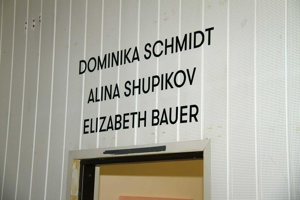 DOMINIKA SCHMIDT
ALINA SHUPIKOV
ELIZABETH BAUER